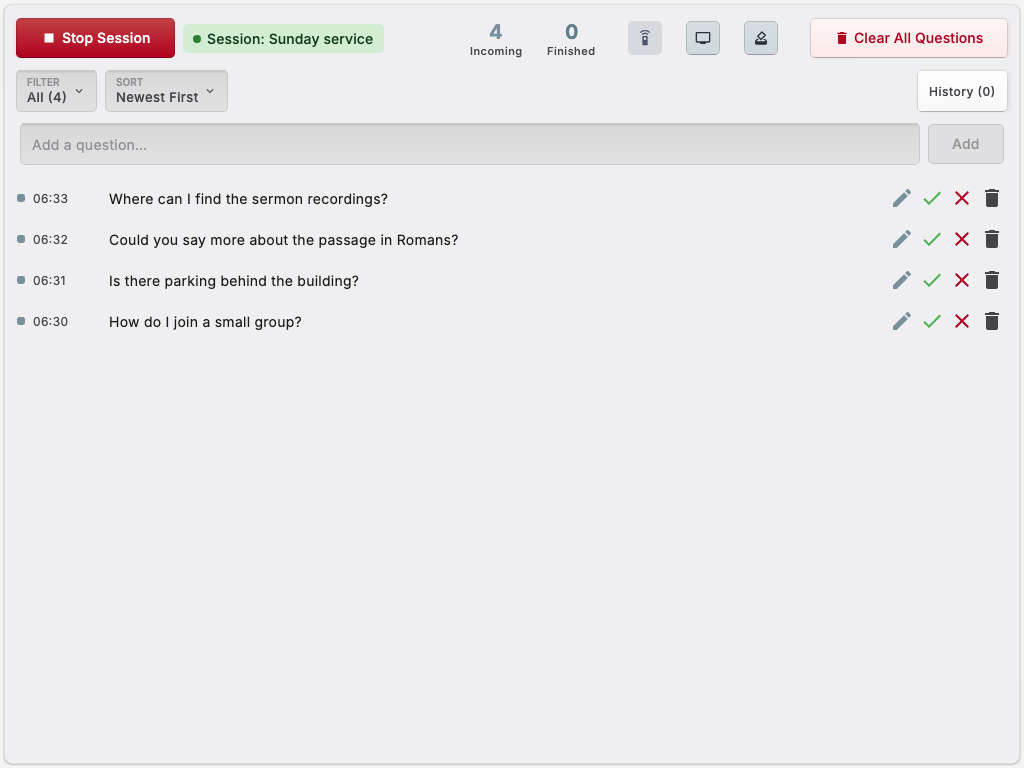 Stop Session
Session: Sunday service
4
Incoming
0
Finished
Clear All Questions
FILTER
All (4)
SORT
Newest First
History (0)
Add a question...
Add
06:33 Where can I find the sermon recordings?
06:32 Could you say more about the passage in Romans?
06:31 Is there parking behind the building?
06:30 How do I join a small group?